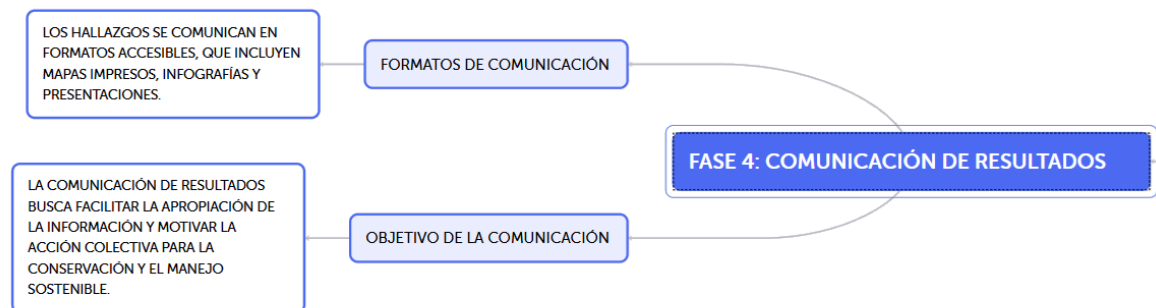 LOS HALLAZGOS SE COMUNICAN EN
FORMATOS ACCESIBLES, QUE INCLUYEN
MAPAS IMPRESOS, INFOGRAFÍAS Y
PRESENTACIONES.
FORMATOS DE COMUNICACIÓN
FASE 4: COMUNICACIÓN DE RESULTADOS
LA COMUNICACIÓN DE RESULTADOS
BUSCA FACILITAR LA APROPIACIÓN DE
LA INFORMACIÓN Y MOTIVAR LA
ACCIÓN COLECTIVA PARA LA
CONSERVACIÓN Y EL MANEJO
SOSTENIBLE.
OBJETIVO DE LA COMUNICACIÓN